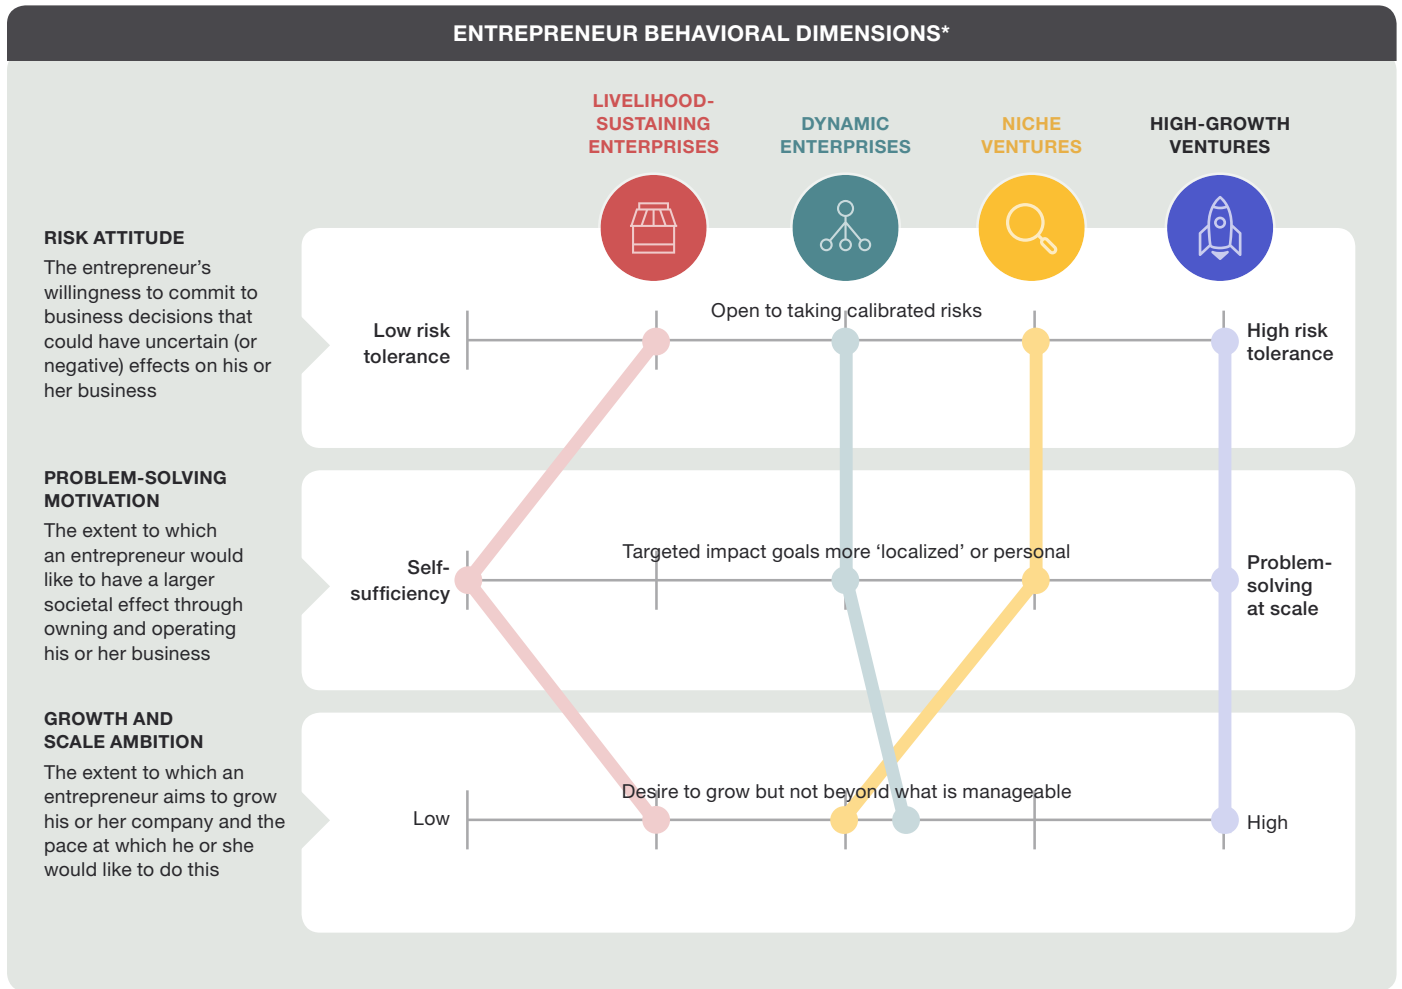 ENTREPRENEUR BEHAVIORAL DIMENSIONS*
LIVELIHOOD-
SUSTAINING
ENTERPRISES
DYNAMIC
ENTERPRISES
NICHE
VENTURES
HIGH-GROWTH
VENTURES
RISK ATTITUDE
The entrepreneur’s
willingness to commit to
business decisions that
could have uncertain (or
negative) effects on his or
her business
Low risk
tolerance
Open to taking calibrated risks
High risk
tolerance
PROBLEM-SOLVING
MOTIVATION
The extent to which
an entrepreneur would
like to have a larger
societal effect through
owning and operating
his or her business
Self-
sufficiency
Targeted impact goals more ‘localized’ or personal
Problem-
solving
at scale
GROWTH AND
SCALE AMBITION
The extent to which an
entrepreneur aims to grow
his or her company and the
pace at which he or she
would like to do this
Low
Desire to grow but not beyond what is manageable
High